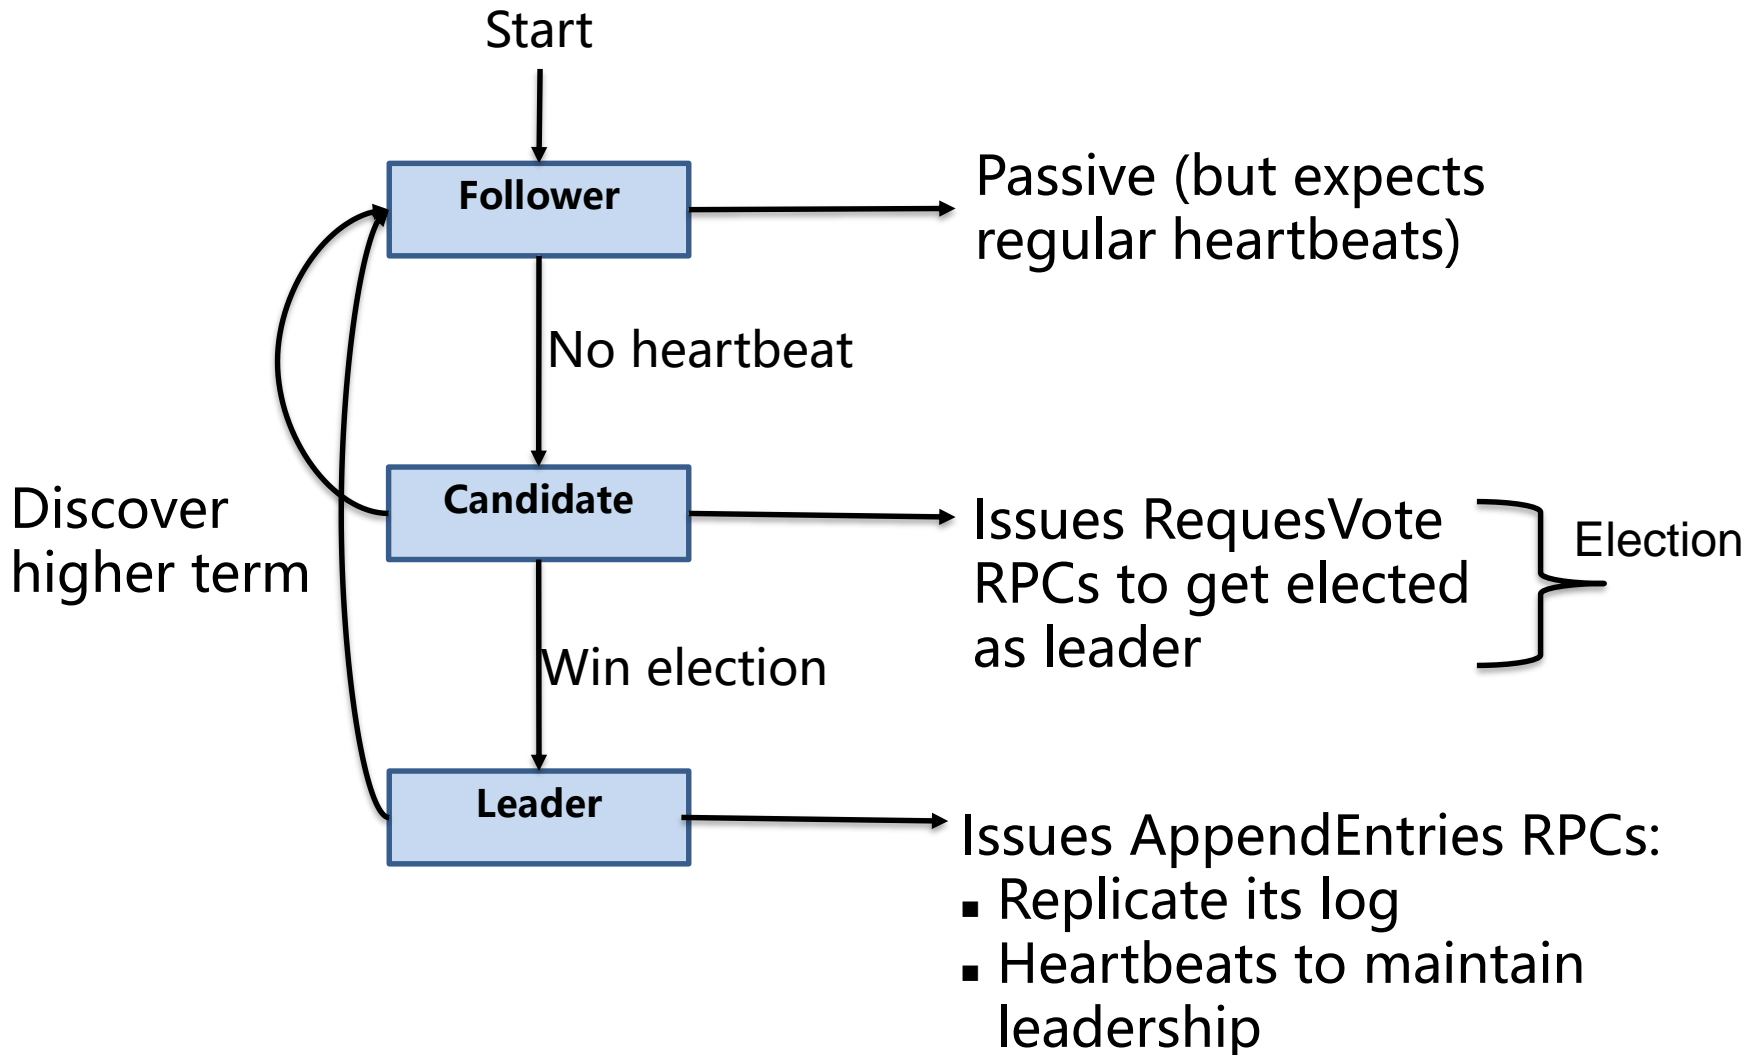 Start
Follower
Passive (but expects
regular heartbeats)
No heartbeat
Candidate
Discover
higher term
Issues RequesVote
RPCs to get elected
as leader
Election
Win election
Leader
Issues AppendEntries RPCs:
▪ Replicate its log
▪ Heartbeats to maintain
leadership